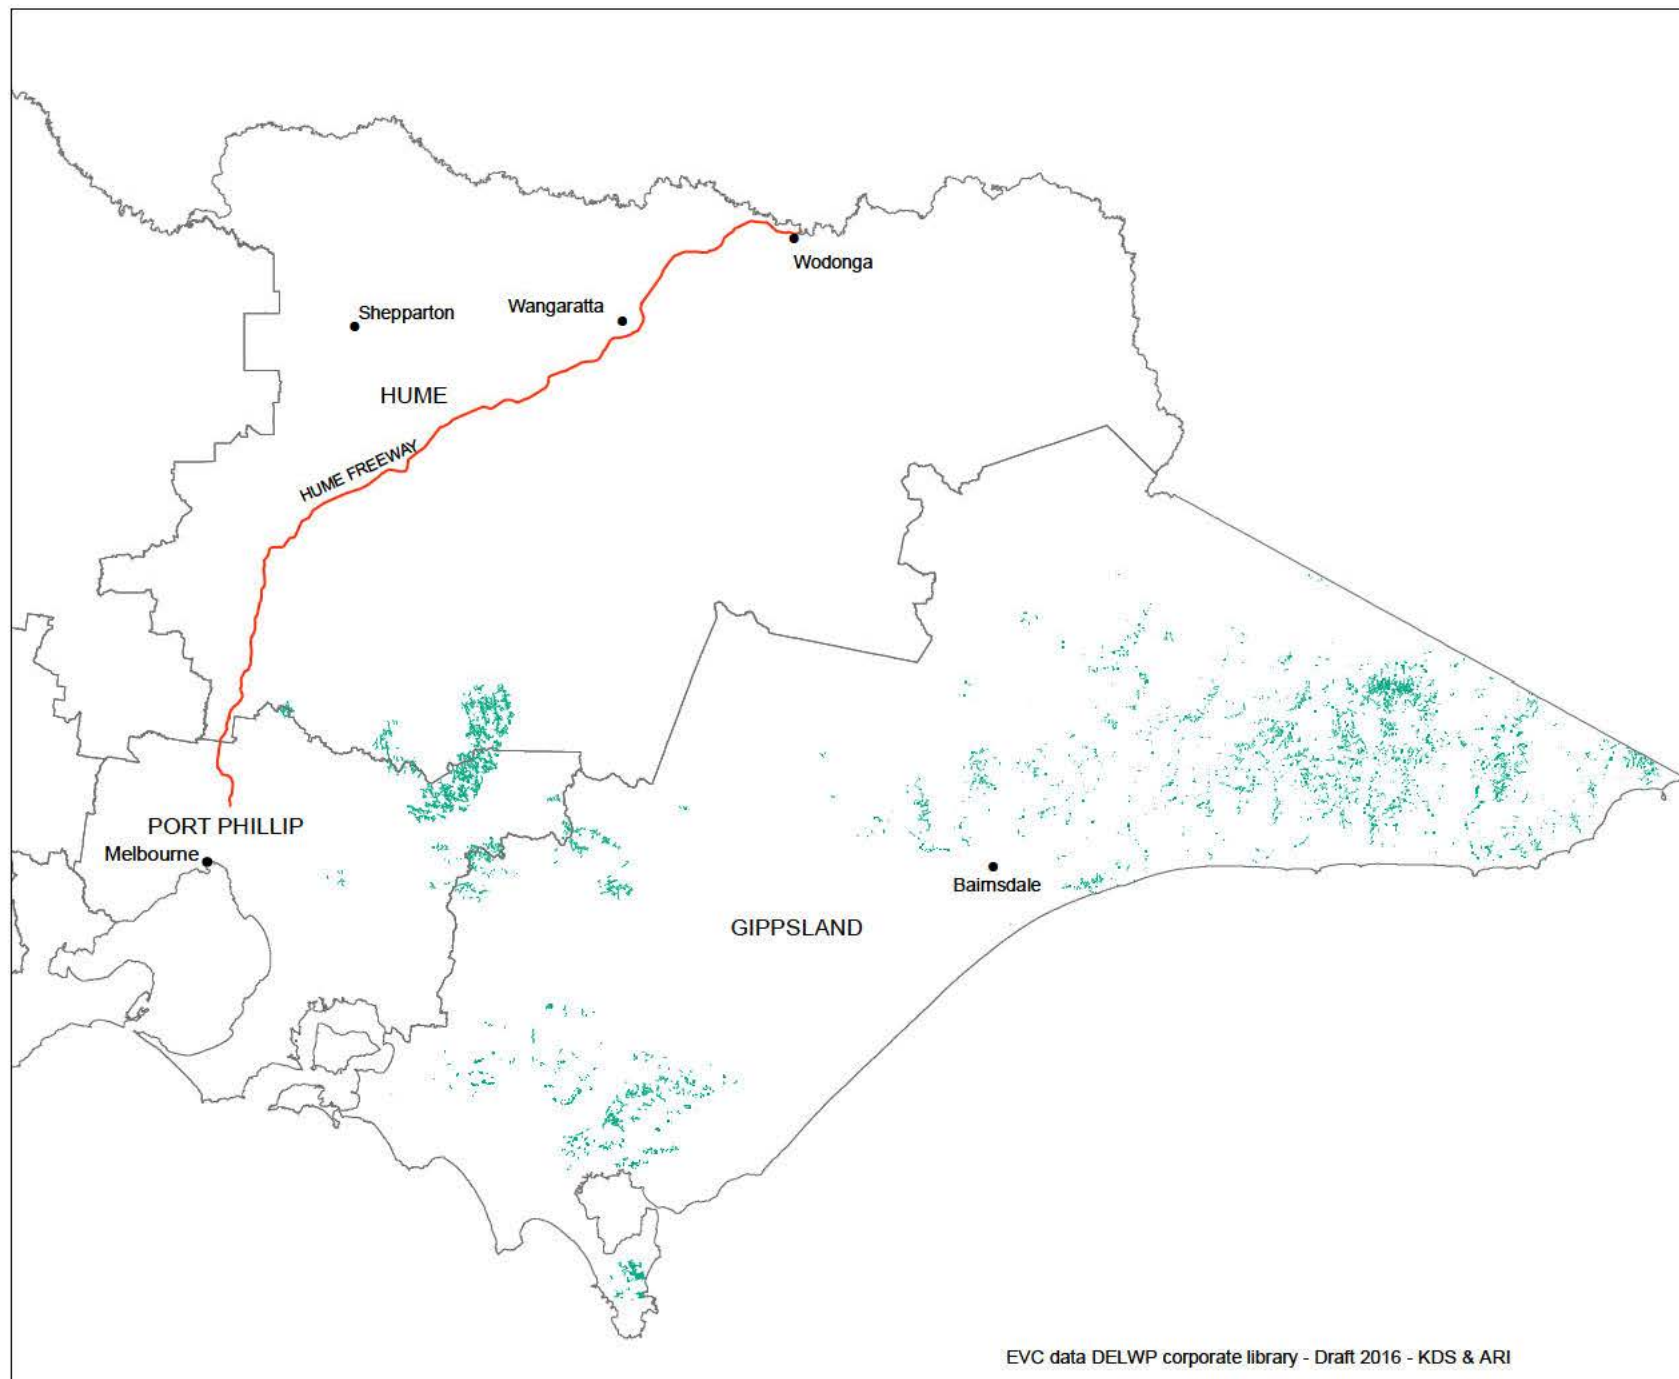 Wodonga
Shepparton
Wangaratta
HUME
HUME FREEWAY
PORT PHILLIP
Melbourne
Bairnsdale
GIPPSLAND
EVC data DELWP corporate library - Draft 2016 - KDS & ARI